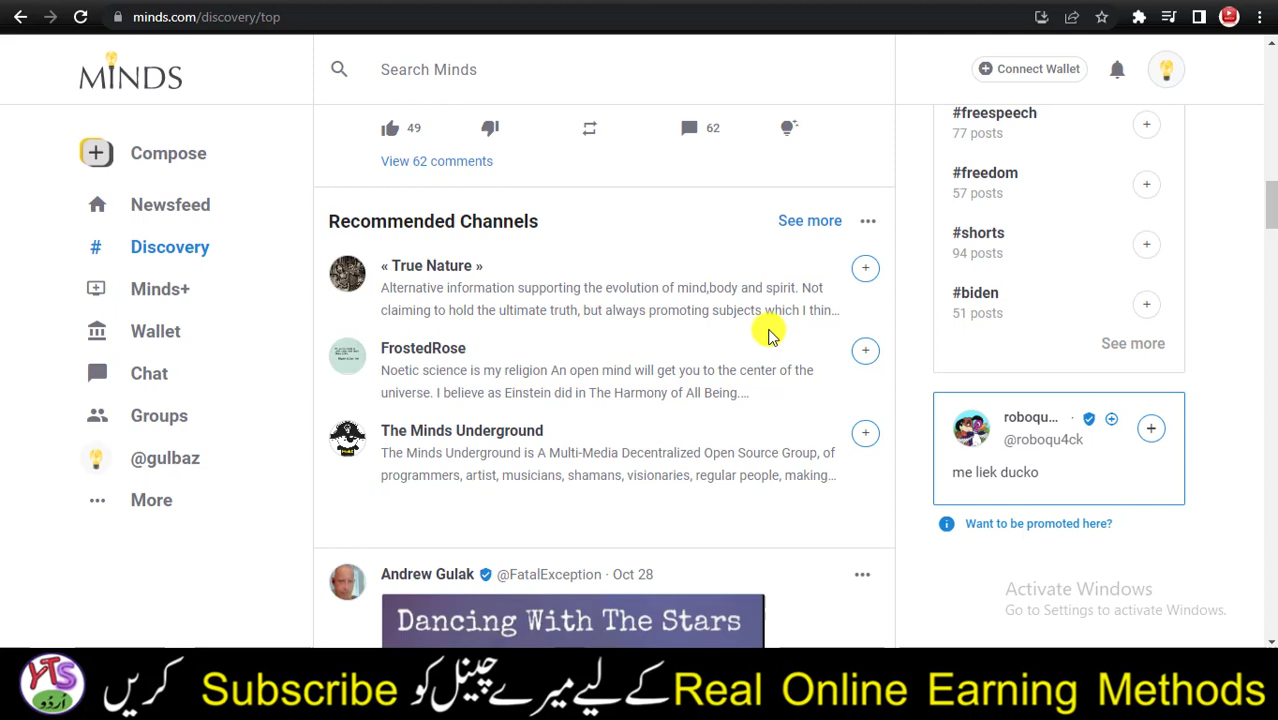 minds.com/discovery/top
MINDS
Search Minds
Connect Wallet
Compose
Newsfeed
# Discovery
Minds+
Wallet
Chat
Groups
@gulbaz
More
49
62
View 62 comments
Recommended Channels
See more
« True Nature »
Alternative information supporting the evolution of mind,body and spirit. Not
claiming to hold the ultimate truth, but always promoting subjects which I thin...
FrostedRose
Noetic science is my religion An open mind will get you to the center of the
universe. I believe as Einstein did in The Harmony of All Being....
The Minds Underground
The Minds Underground is A Multi-Media Decentralized Open Source Group, of
programmers, artist, musicians, shamans, visionaries, regular people, making...
Andrew Gulak @FatalException · Oct 28
Dancing With The Stars
#freespeech
77 posts
#freedom
57 posts
#shorts
94 posts
#biden
51 posts
See more
roboqu... ·
@roboqu4ck
me liek ducko
Want to be promoted here?
Activate Windows
Go to Settings to activate Windows.
YTS
اردو
Real Online Earning Methods کے لیے میرے چینل کو Subscribe کریں